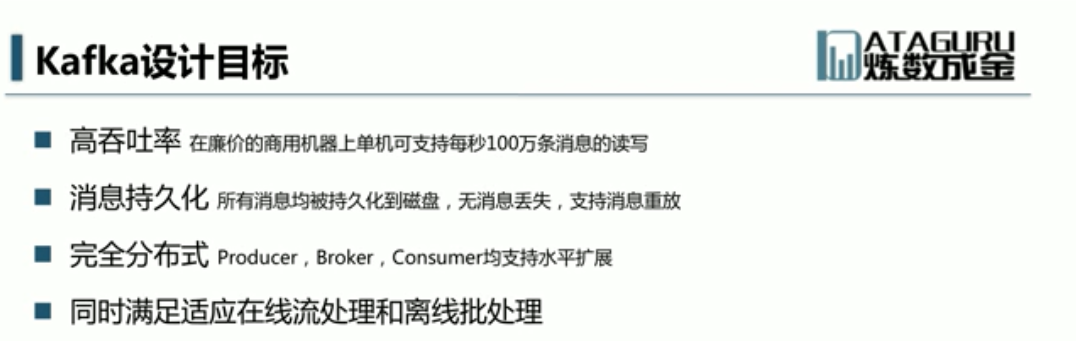 Kafka设计目标
ATAGURU
炼数成金
高吞吐率 在廉价的商用机器上单机可支持每秒100万条消息的读写
消息持久化 所有消息均被持久化到磁盘，无消息丢失，支持消息重放
完全分布式 Producer，Broker，Consumer均支持水平扩展
同时满足适应在线流处理和离线批处理